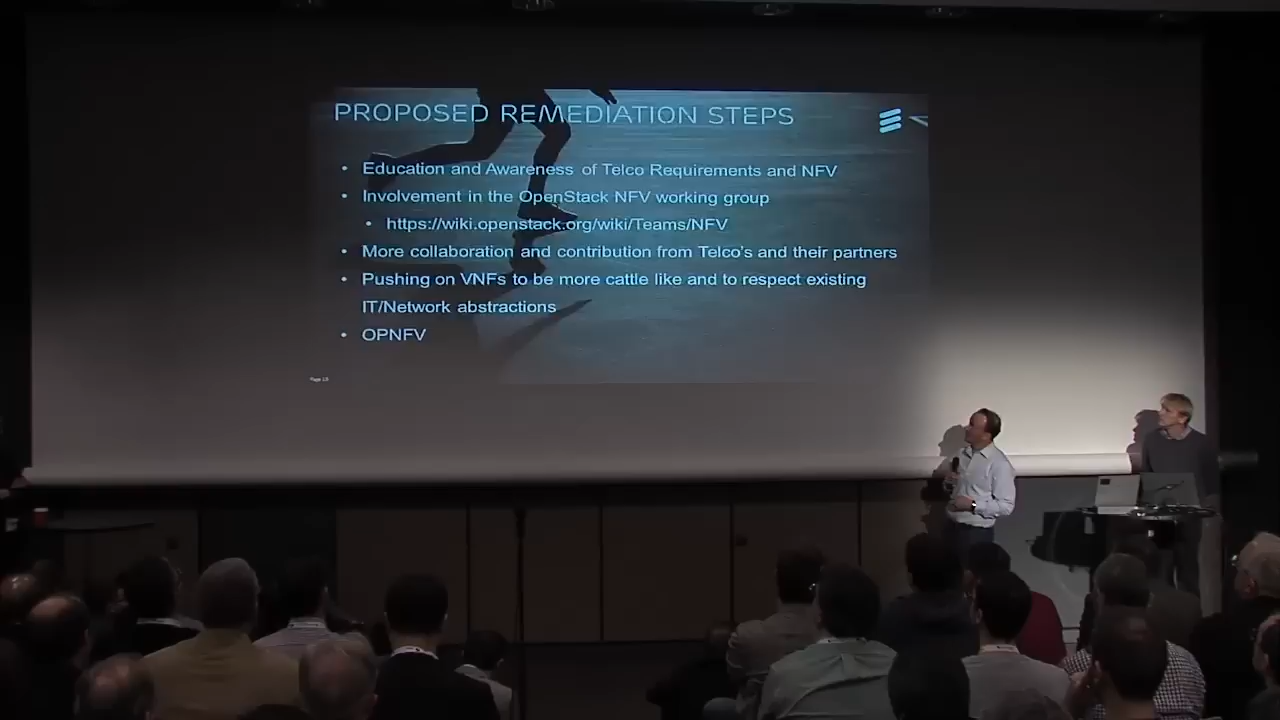 PROPOSED REMEDIATION STEPS
• Education and Awareness of Telco Requirements and NFV
• Involvement in the OpenStack NFV working group
• https://wiki.openstack.org/wiki/Teams/NFV
• More collaboration and contribution from Telco's and their partners
• Pushing on VNFs to be more cattle like and to respect existing
IT/Network abstractions
• OPNFV